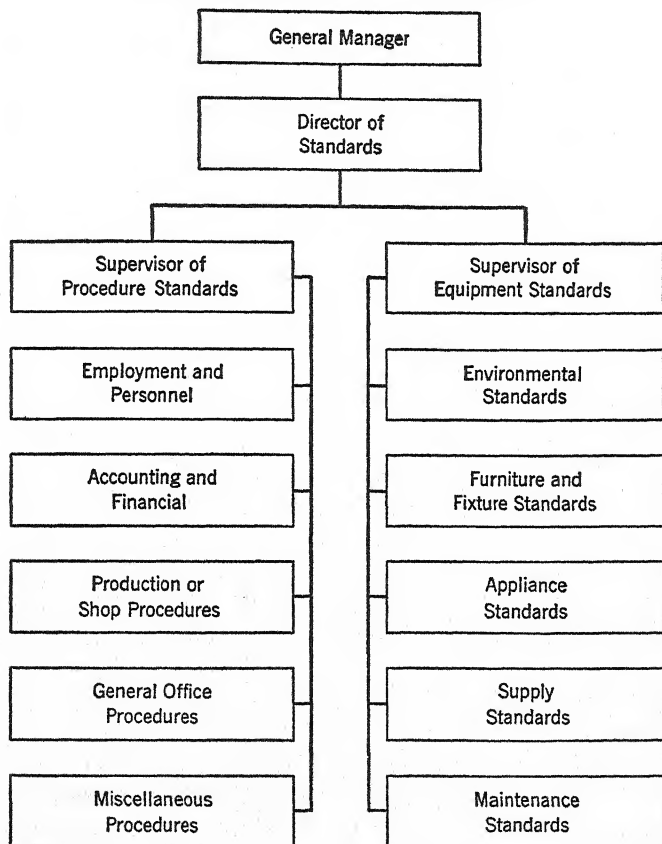 General Manager
Director of
Standards
Supervisor of
Procedure Standards
Supervisor of
Equipment Standards
Employment and
Personnel
Environmental
Standards
Accounting and
Financial
Furniture and
Fixture Standards
Production or
Shop Procedures
Appliance
Standards
General Office
Procedures
Supply
Standards
Miscellaneous
Procedures
Maintenance
Standards